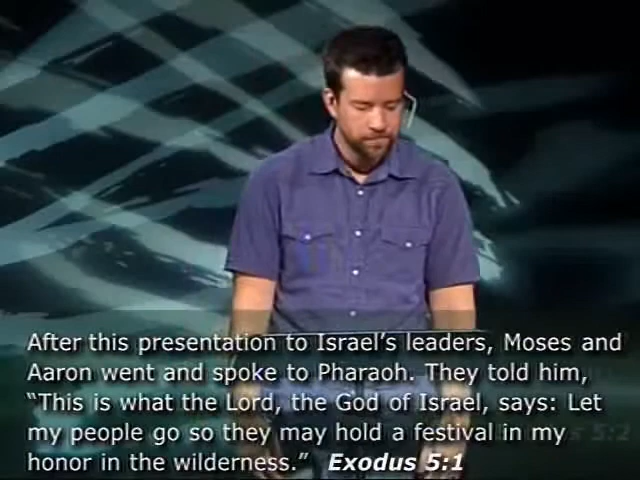 After this presentation to Israel's leaders, Moses and
Aaron went and spoke to Pharaoh. They told him,
“This is what the Lord, the God of Israel, says: Let
my people go so they may hold a festival in my
honor in the wilderness.” Exodus 5:1
5:2